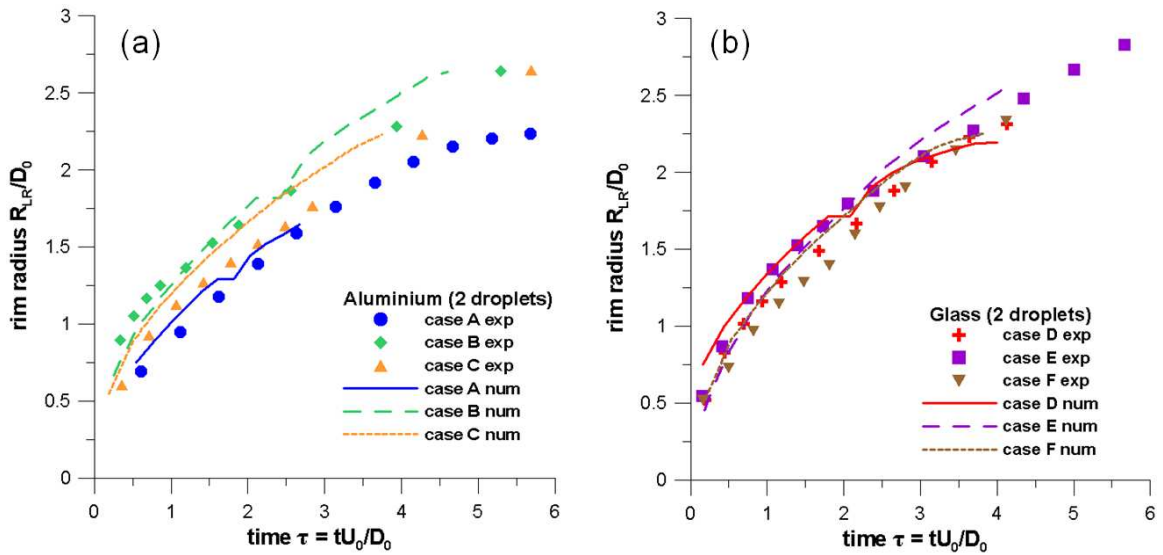 (a)
3
2.5
2
1.5
1
0.5
0
rim radius R_LR/D_0
0 1 2 3 4 5 6
time τ = tU_0/D_0
Aluminium (2 droplets)
case A exp
case B exp
case C exp
case A num
case B num
case C num
(b)
3
2.5
2
1.5
1
0.5
0
rim radius R_LR/D_0
0 1 2 3 4 5 6
time τ = tU_0/D_0
Glass (2 droplets)
case D exp
case E exp
case F exp
case D num
case E num
case F num